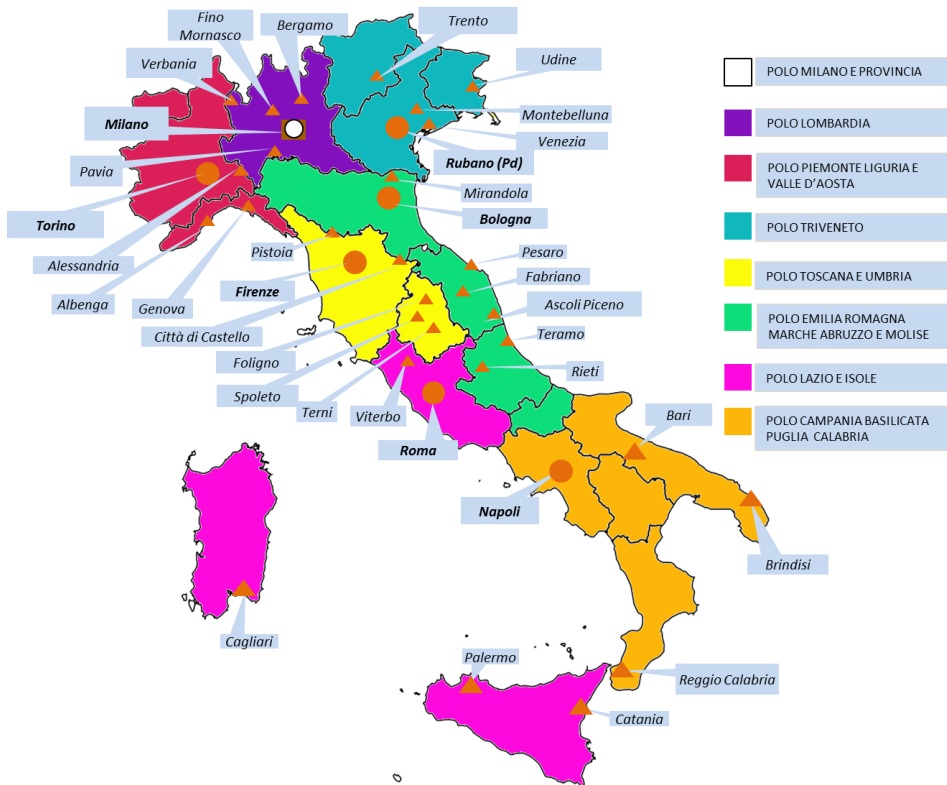 Fino
Mornasco
Bergamo
Trento
Verbania
Udine
Milano
Montebelluna
Venezia
Pavia
Rubano (Pd)
Mirandola
Torino
Bologna
Alessandria
Pistoia
Pesaro
Albenga
Genova
Firenze
Fabriano
Città di Castello
Ascoli Piceno
Foligno
Teramo
Spoleto
Rieti
Terni
Viterbo
Roma
Bari
Napoli
Brindisi
Cagliari
Palermo
Reggio Calabria
Catania
POLO MILANO E PROVINCIA
POLO LOMBARDIA
POLO PIEMONTE LIGURIA E
VALLE D'AOSTA
POLO TRIVENETO
POLO TOSCANA E UMBRIA
POLO EMILIA ROMAGNA
MARCHE ABRUZZO E MOLISE
POLO LAZIO E ISOLE
POLO CAMPANIA BASILICATA
PUGLIA CALABRIA